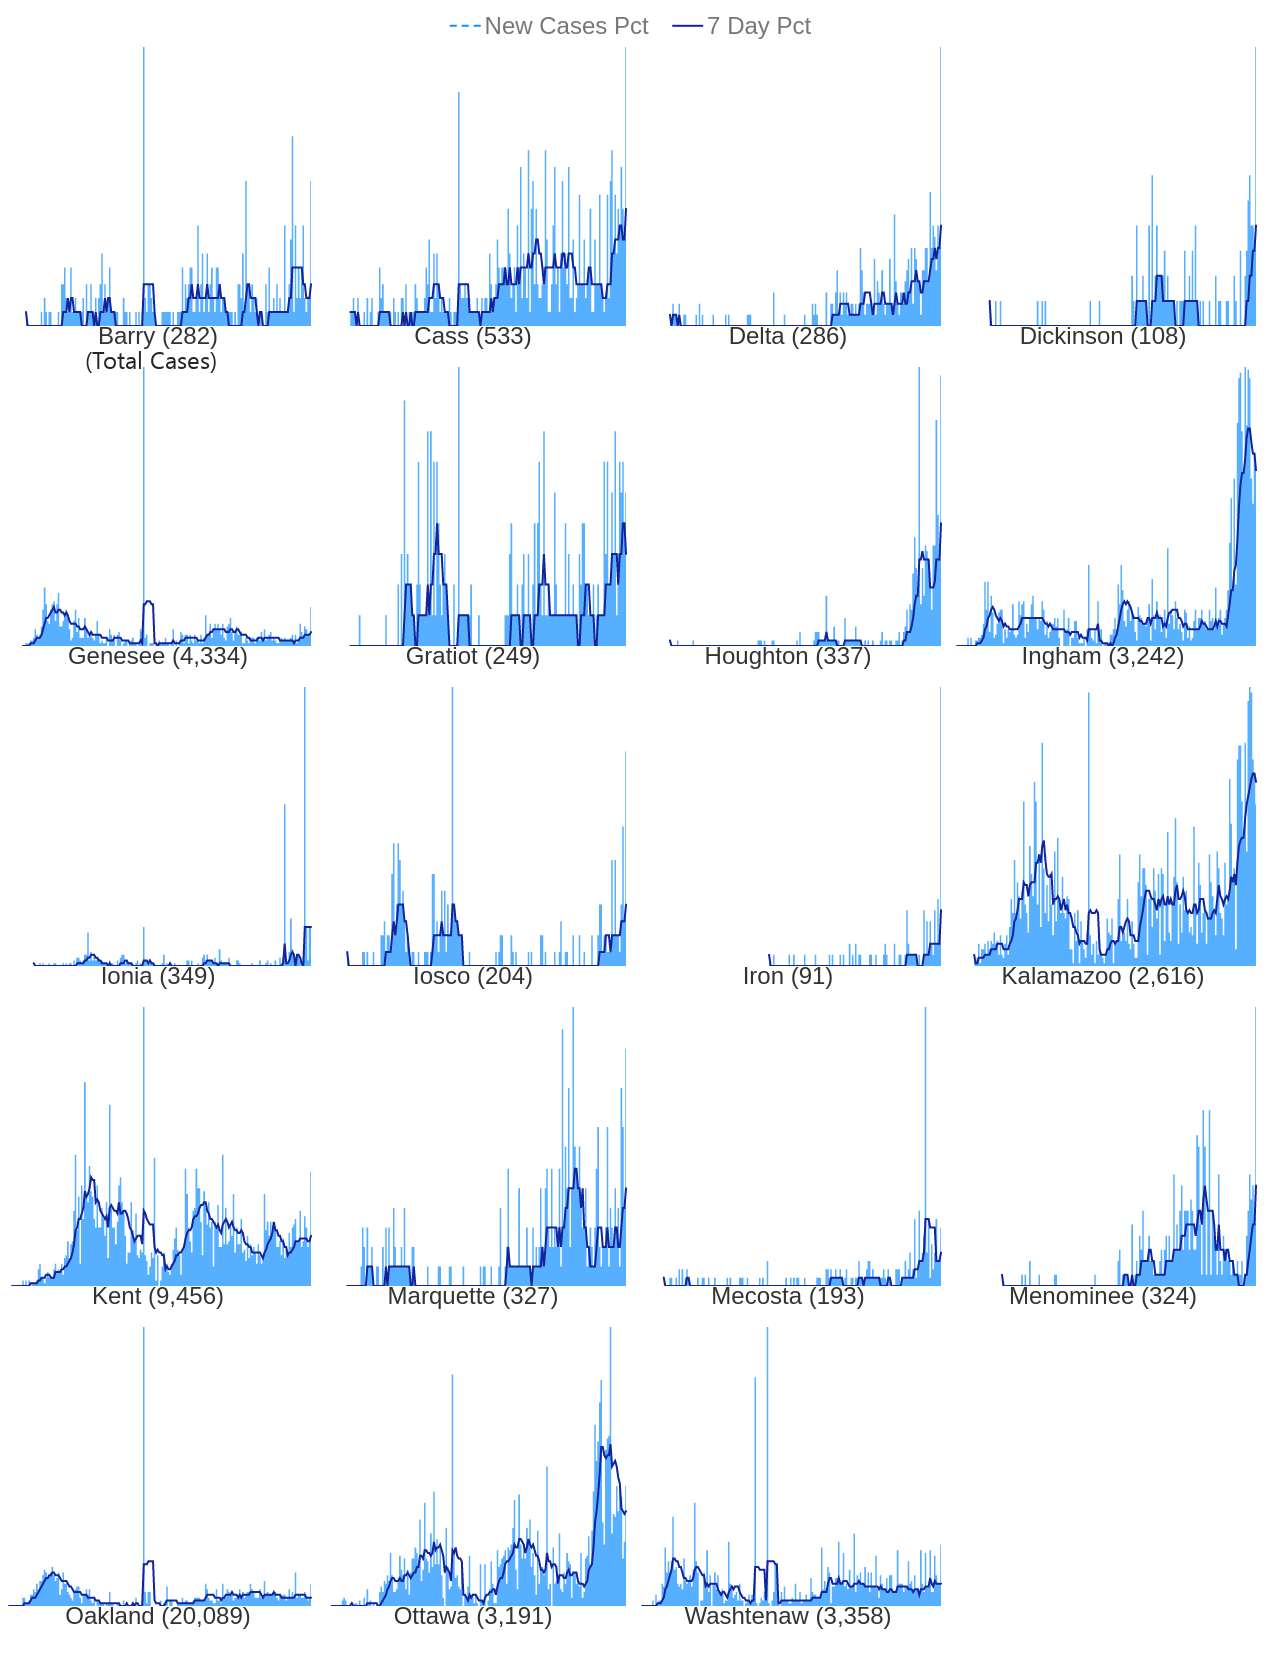 New Cases Pct 7 Day Pct
Barry (282) Cass (533) Delta (286) Dickinson (108)
(Total Cases)
Genesee (4,334) Gratiot (249) Houghton (337) Ingham (3,242)
Ionia (349) Iosco (204) Iron (91) Kalamazoo (2,616)
Kent (9,456) Marquette (327) Mecosta (193) Menominee (324)
Oakland (20,089) Ottawa (3,191) Washtenaw (3,358)